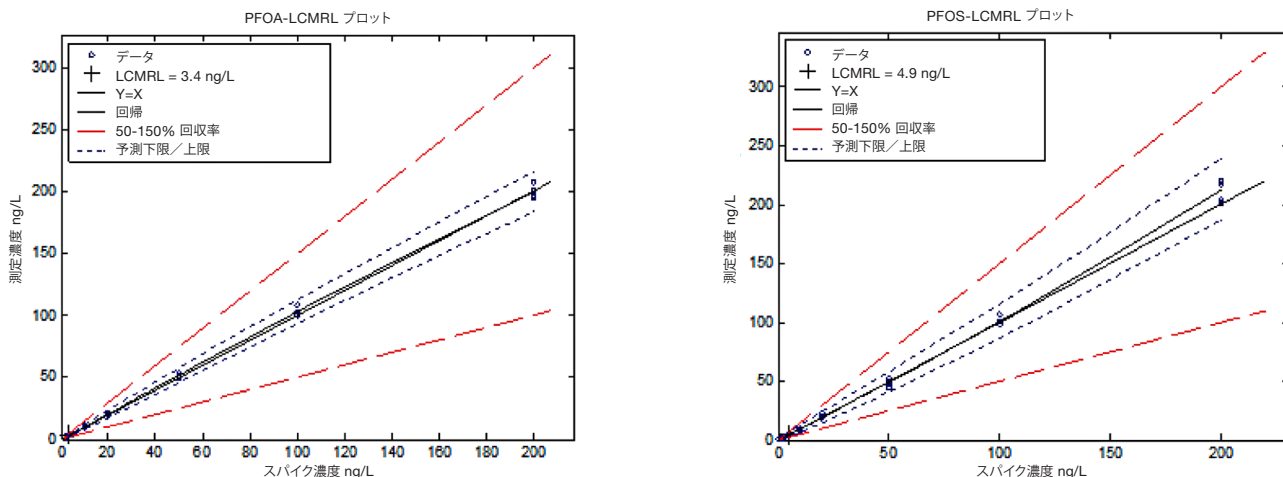 PFOA-LCMRL プロット
データ
LCMRL = 3.4 ng/L
Y=X
回帰
50-150% 回収率
予測下限／上限
測定濃度 ng/L
300
250
200
150
100
50
0
0 20 40 60 80 100 120 140 160 180 200
スパイク濃度 ng/L
PFOS-LCMRL プロット
データ
LCMRL = 4.9 ng/L
Y=X
回帰
50-150% 回収率
予測下限／上限
測定濃度 ng/L
300
250
200
150
100
50
0
0 50 100 150 200
スパイク濃度 ng/L